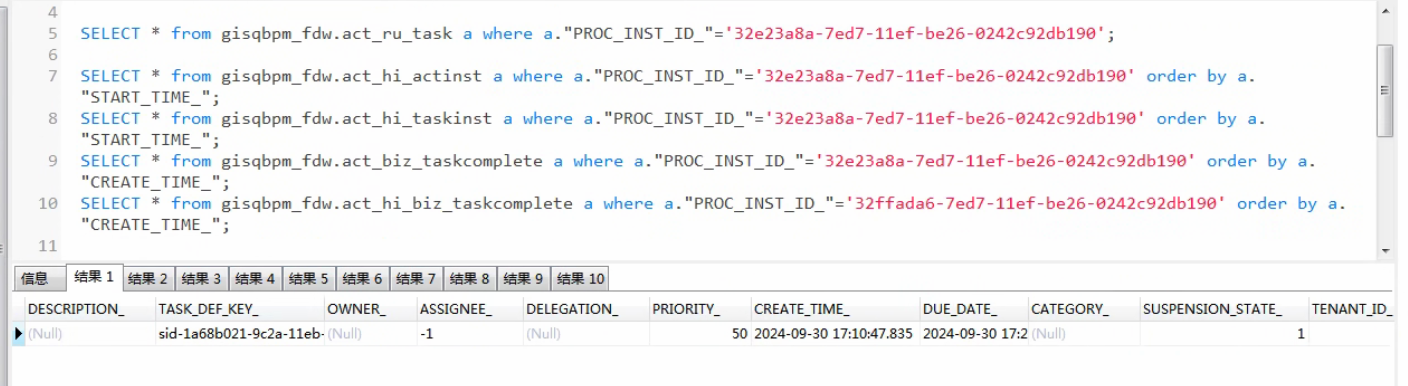 4
5 SELECT * from gisqbpm_fdw.act_ru_task a where a."PROC_INST_ID_"='32e23a8a-7ed7-11ef-be26-0242c92db190';
6
7 SELECT * from gisqbpm_fdw.act_hi_actinst a where a."PROC_INST_ID_"='32e23a8a-7ed7-11ef-be26-0242c92db190' order by a.
"START_TIME_";
8 SELECT * from gisqbpm_fdw.act_hi_taskinst a where a."PROC_INST_ID_"='32e23a8a-7ed7-11ef-be26-0242c92db190' order by a.
"START_TIME_";
9 SELECT * from gisqbpm_fdw.act_biz_taskcomplete a where a."PROC_INST_ID_"='32e23a8a-7ed7-11ef-be26-0242c92db190' order by a.
"CREATE_TIME_";
10 SELECT * from gisqbpm_fdw.act_hi_biz_taskcomplete a where a."PROC_INST_ID_"='32ffada6-7ed7-11ef-be26-0242c92db190' order by a.
"CREATE_TIME_";
11
信息 结果 1 结果 2 结果 3 结果 4 结果 5 结果 6 结果 7 结果 8 结果 9 结果 10
DESCRIPTION_ TASK_DEF_KEY_ OWNER_ ASSIGNEE_ DELEGATION_ PRIORITY_ CREATE_TIME_ DUE_DATE_ CATEGORY_ SUSPENSION_STATE_ TENANT_ID_
(Null) sid-1a68b021-9c2a-11eb- (Null) -1 (Null) 50 2024-09-30 17:10:47.835 2024-09-30 17:2 (Null) 1